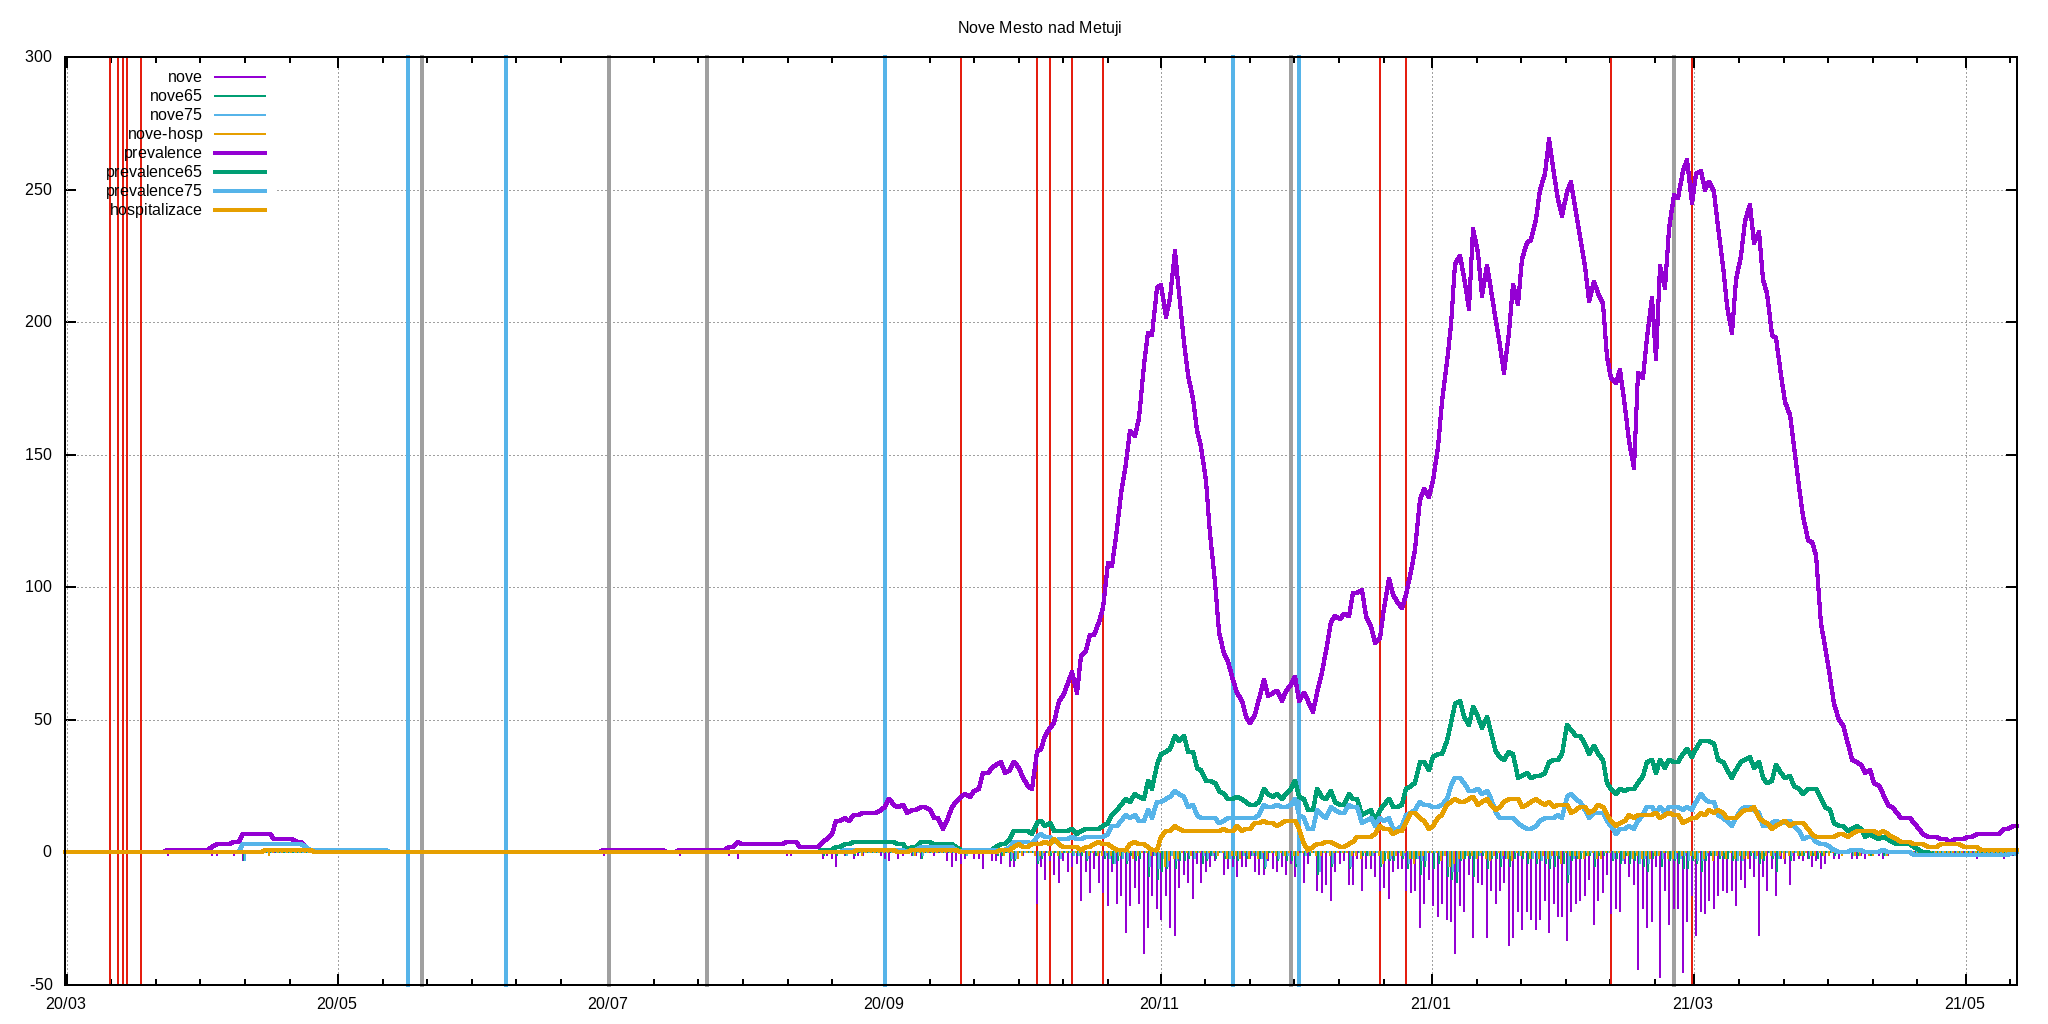 Nove Mesto nad Metuji
300
250
200
150
100
50
0
-50
nove
nove65
nove75
nove-hosp
prevalence
prevalence65
prevalence75
hospitalizace
20/03 20/05 20/07 20/09 20/11 21/01 21/03 21/05